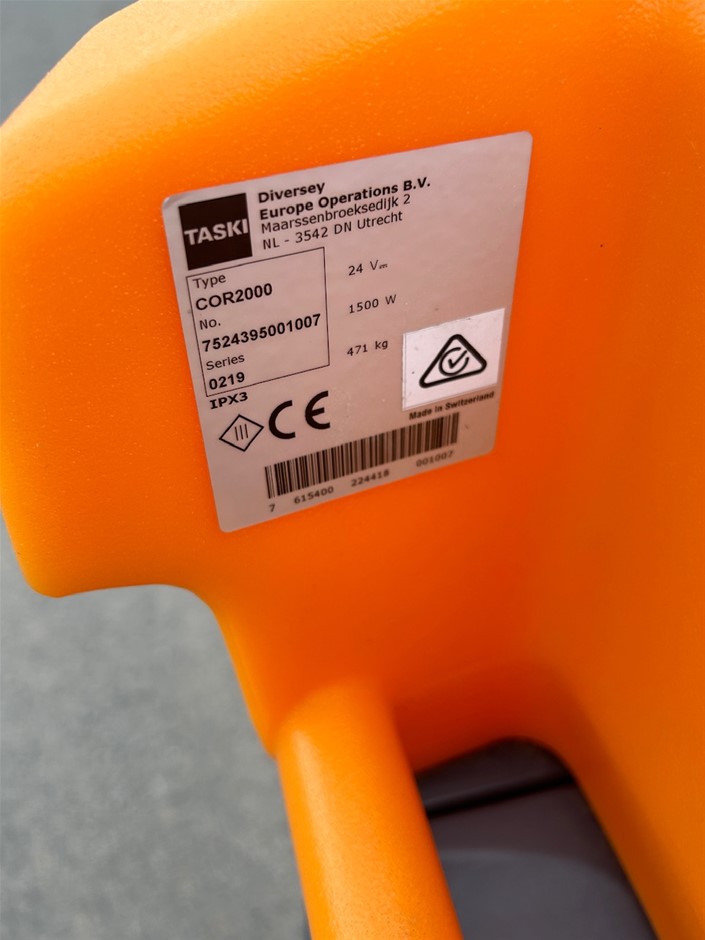 TASKI
Diversey
Europe Operations B.V.
Maarssenbroeksedijk 2
NL - 3542 DN Utrecht
Type
COR2000
No.
7524395001007
Series
0219
24 V
1500 W
471 kg
IPX3
III
CE
Made in Switzerland
7 615400 224418 001007